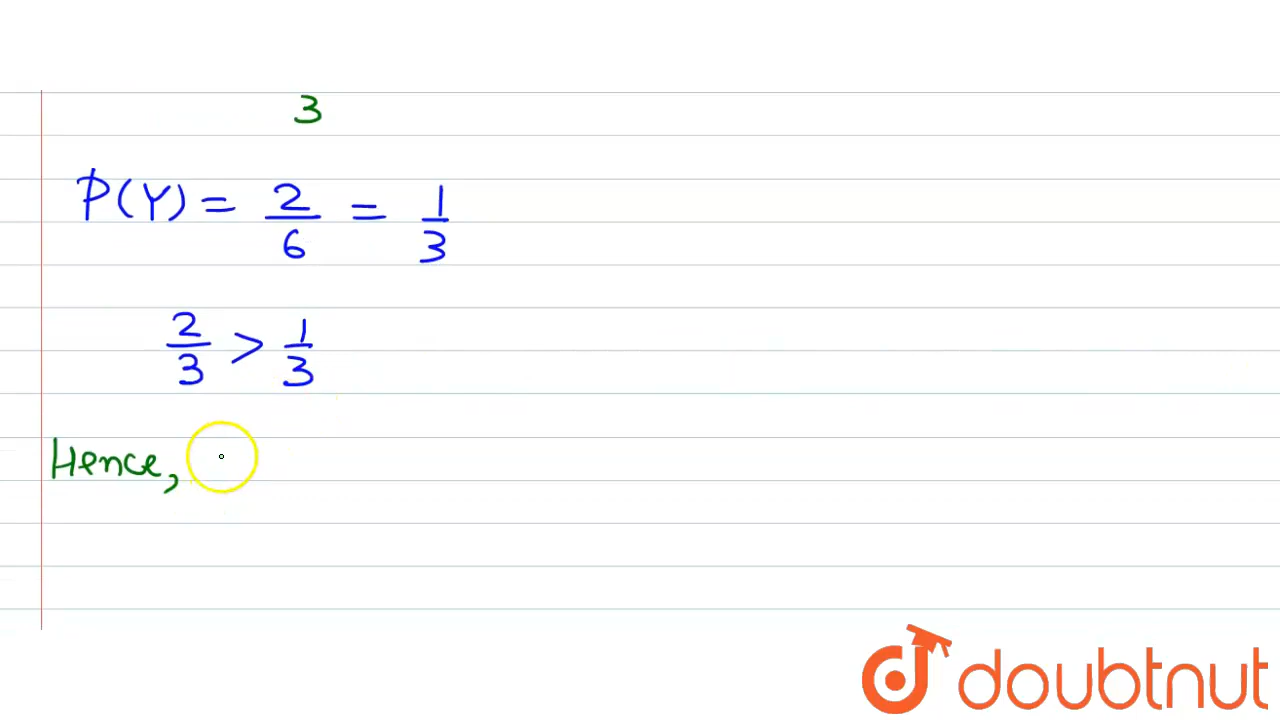 3
P(Y) = 2/6 = 1/3
2/3 > 1/3
Hence,
doubtnut